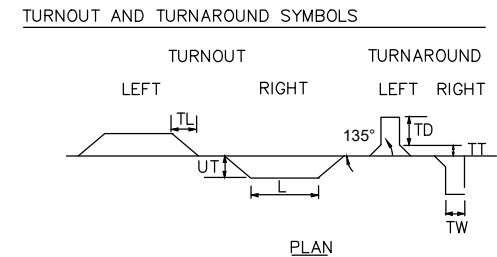 TURNOUT AND TURNAROUND SYMBOLS
TURNOUT TURNAROUND
LEFT RIGHT LEFT RIGHT
TL
TD
135°
TT
UT
L
TW
PLAN